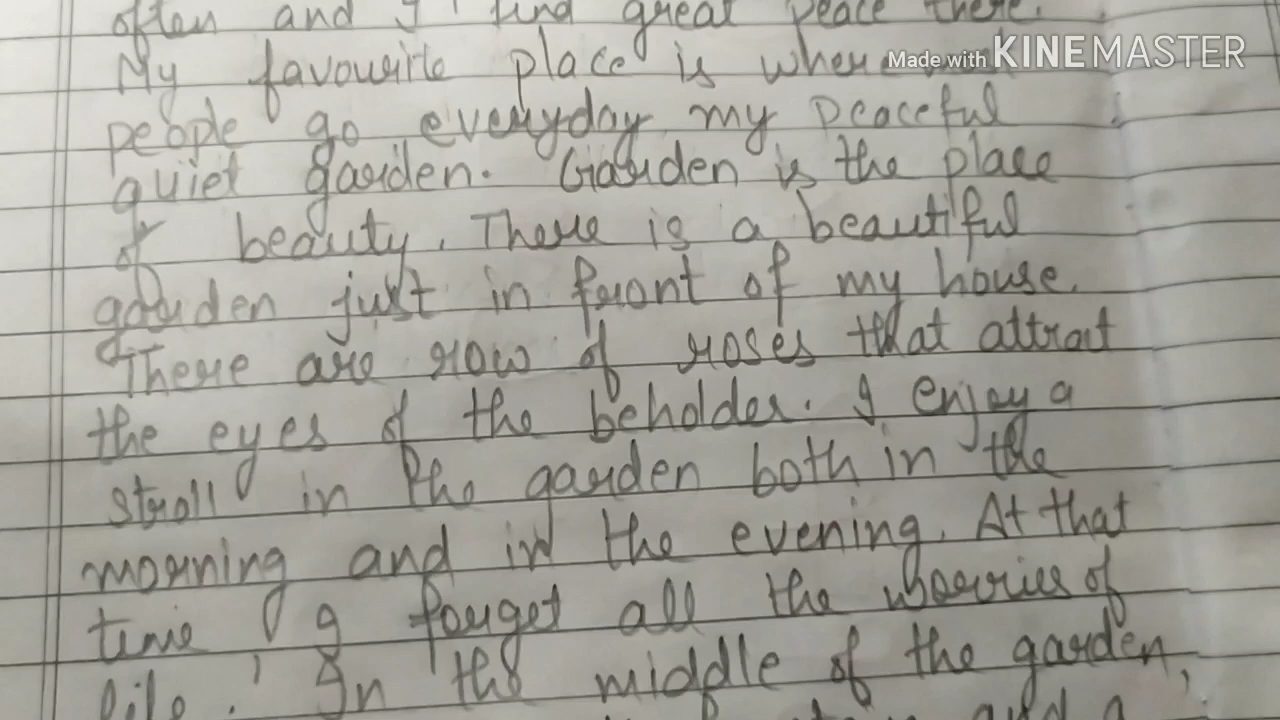 often and I find great peace there.
Made with KINEMASTER
My favourite place is where
people go everyday my peaceful
quiet garden. Garden is the place
of beauty. There is a beautiful
garden just in front of my house.
There are row of roses that attrat
the eyes of the beholder. I enjoy a
stroll in the garden both in the
morning and in the evening. At that
time I forget all the worries of
life. In the middle of the garden,
and a